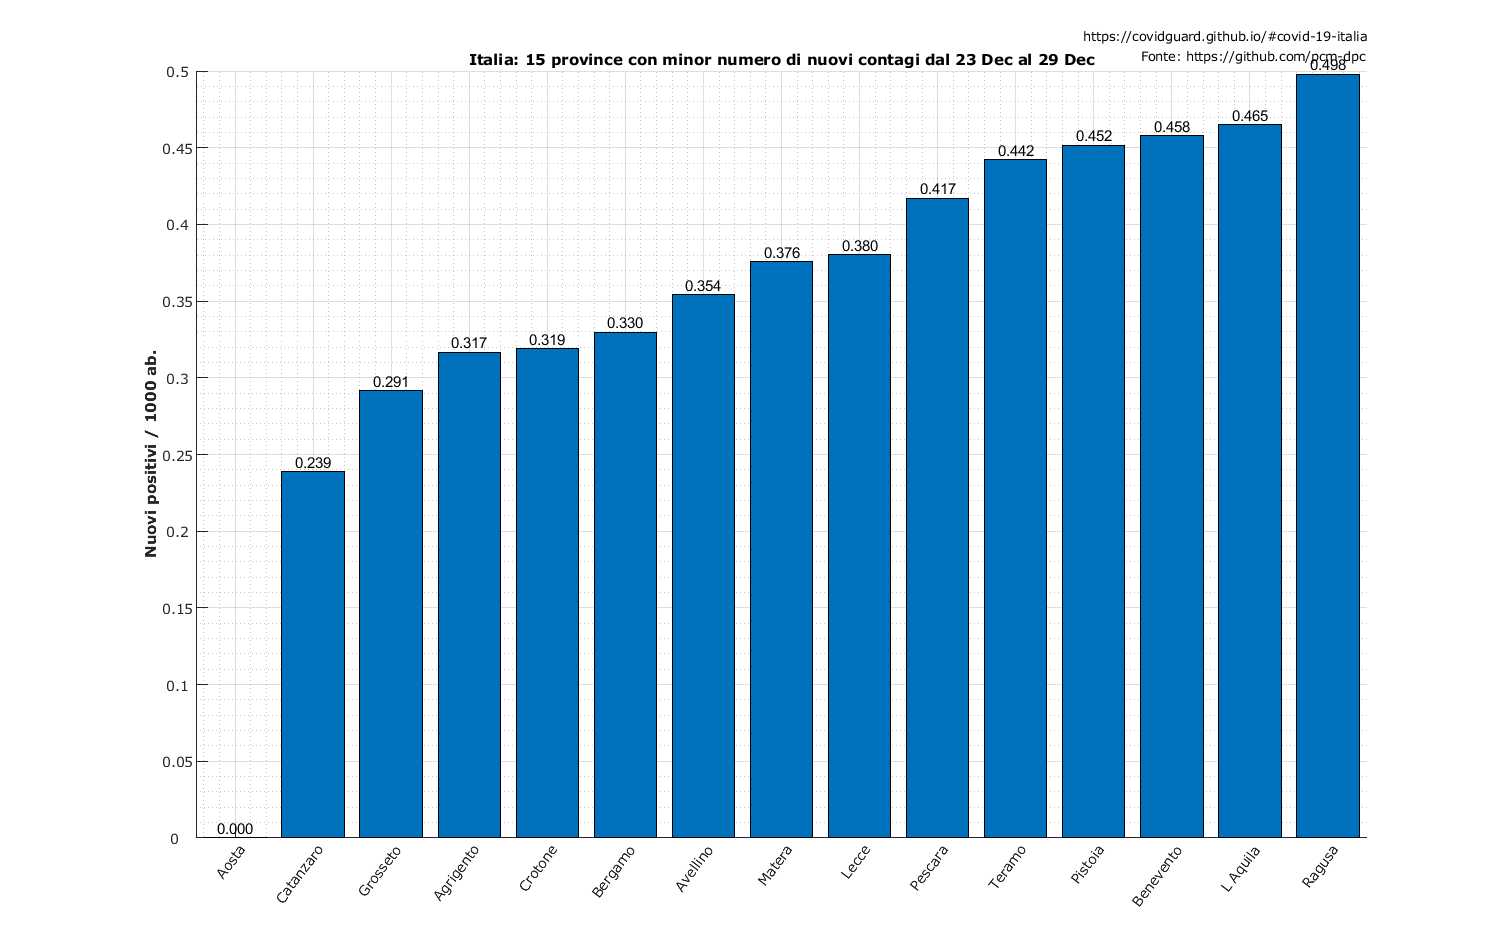 https://covidguard.github.io/#covid-19-italia
Fonte: https://github.com/pcm-dpc
Italia: 15 province con minor numero di nuovi contagi dal 23 Dec al 29 Dec
Nuovi positivi / 1000 ab.
0.5
0.45
0.4
0.35
0.3
0.25
0.2
0.15
0.1
0.05
0
0.000
0.239
0.291
0.317
0.319
0.330
0.354
0.376
0.380
0.417
0.442
0.452
0.458
0.465
0.498
Aosta
Catanzaro
Grosseto
Agrigento
Crotone
Bergamo
Avellino
Matera
Lecce
Pescara
Teramo
Pistoia
Benevento
L Aquila
Ragusa